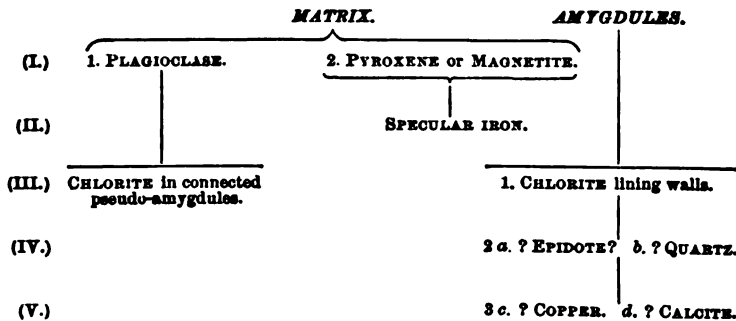 MATRIX. AMYGDULES.
(I.) 1. PLAGIOCLASE. 2. PYROXENE or MAGNETITE.
(II.) SPECULAR IRON.
(III.) CHLORITE in connected pseudo-amygdules. 1. CHLORITE lining walls.
(IV.) 2 a. ? EPIDOTE? b. ? QUARTZ.
(V.) 3 c. ? COPPER. d. ? CALCITE.